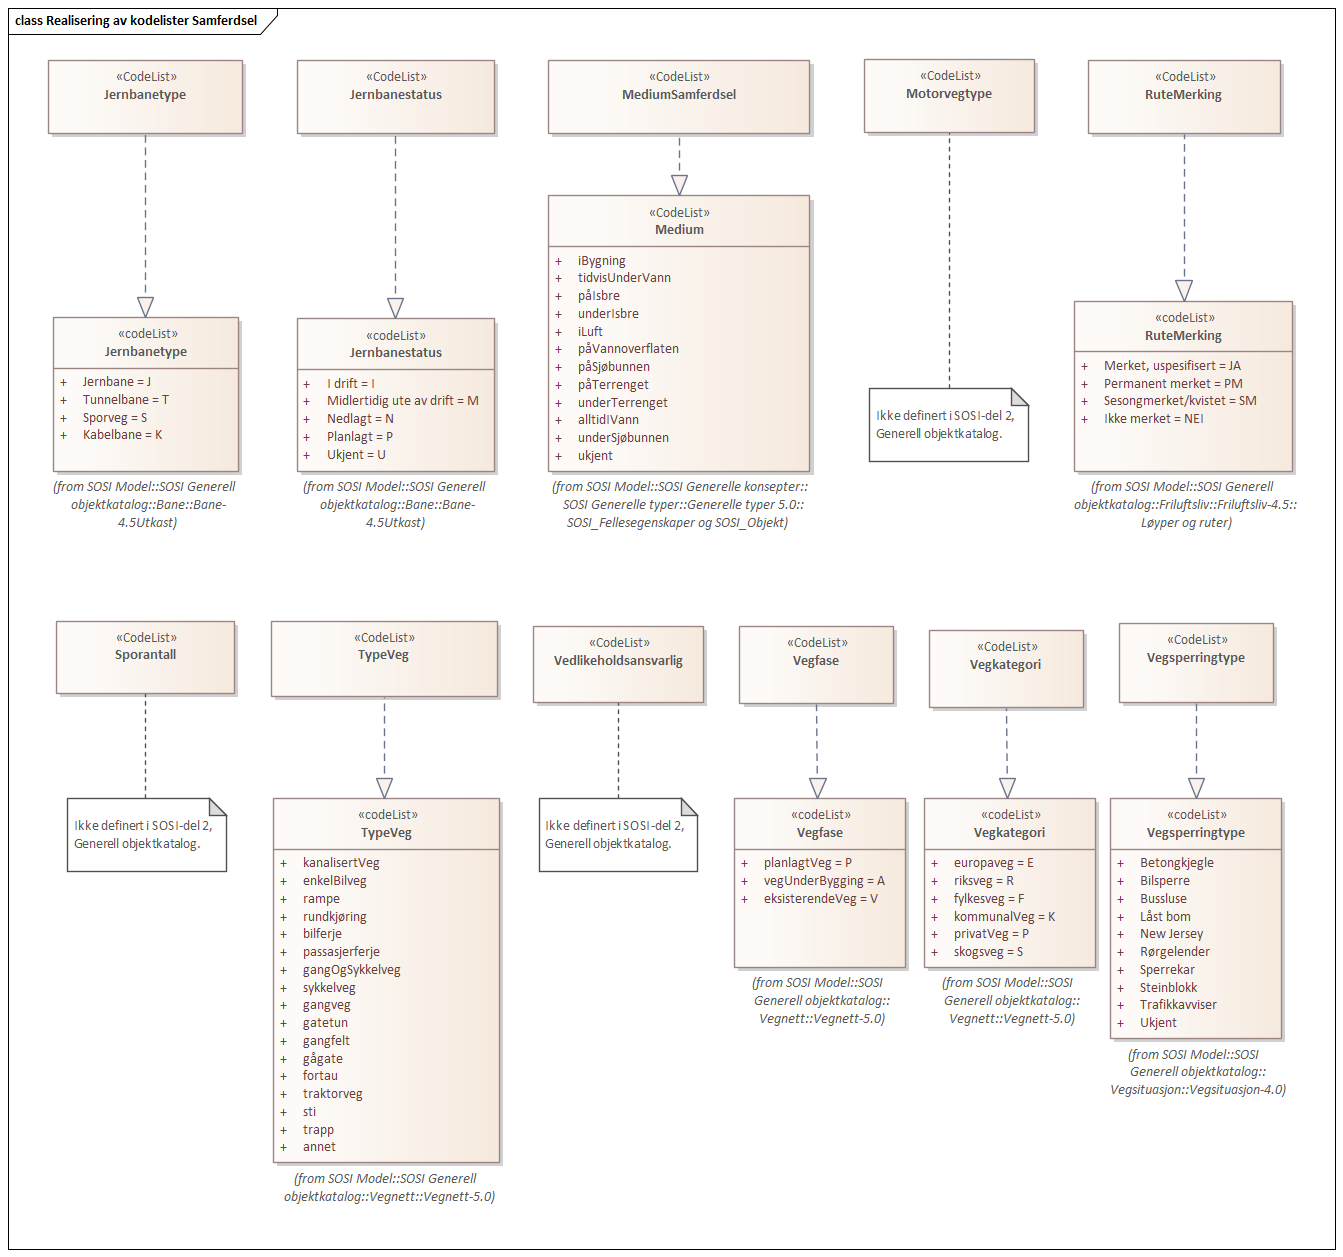 class Realisering av kodelister Samferdsel
«CodeList»
Jernbanetype
«CodeList»
Jernbanestatus
«CodeList»
MediumSamferdsel
«CodeList»
Motorvegtype
«CodeList»
RuteMerking
«codeList»
Jernbanetype
+ Jernbane = J
+ Tunnelbane = T
+ Sporveg = S
+ Kabelbane = K
(from SOSI Model::SOSI Generell
objektkatalog::Bane::Bane-
4.5Utkast)
«codeList»
Jernbanestatus
+ I drift = I
+ Midlertidig ute av drift = M
+ Nedlagt = N
+ Planlagt = P
+ Ukjent = U
(from SOSI Model::SOSI Generell
objektkatalog::Bane::Bane-
4.5Utkast)
«CodeList»
Medium
+ iBygning
+ tidvisUnderVann
+ påIsbre
+ underIsbre
+ iLuft
+ påVannoverflaten
+ påSjøbunnen
+ påTerrenget
+ underTerrenget
+ alltidIVann
+ underSjøbunnen
+ ukjent
(from SOSI Model::SOSI Generelle konsepter::
SOSI Generelle typer::Generelle typer 5.0::
SOSI_Fellesegenskaper og SOSI_Objekt)
Ikke definert i SOSI-del 2,
Generell objektkatalog.
«codeList»
RuteMerking
+ Merket, uspesifisert = JA
+ Permanent merket = PM
+ Sesongmerket/kvistet = SM
+ Ikke merket = NEI
(from SOSI Model::SOSI Generell
objektkatalog::Friluftsliv::Friluftsliv-4.5::
Løyper og ruter)
«CodeList»
Sporantall
«CodeList»
TypeVeg
«CodeList»
Vedlikeholdsansvarlig
«CodeList»
Vegfase
«CodeList»
Vegkategori
«CodeList»
Vegsperringtype
Ikke definert i SOSI-del 2,
Generell objektkatalog.
«codeList»
TypeVeg
+ kanalisertVeg
+ enkelBilveg
+ rampe
+ rundkjøring
+ bilferje
+ passasjerferje
+ gangOgSykkelveg
+ sykkelveg
+ gangveg
+ gatetun
+ gangfelt
+ gågate
+ fortau
+ traktorveg
+ sti
+ trapp
+ annet
(from SOSI Model::SOSI Generell
objektkatalog::Vegnett::Vegnett-5.0)
Ikke definert i SOSI-del 2,
Generell objektkatalog.
«codeList»
Vegfase
+ planlagtVeg = P
+ vegUnderBygging = A
+ eksisterendeVeg = V
(from SOSI Model::SOSI
Generell objektkatalog::
Vegnett::Vegnett-5.0)
«codeList»
Vegkategori
+ europaveg = E
+ riksveg = R
+ fylkesveg = F
+ kommunalVeg = K
+ privatVeg = P
+ skogsveg = S
(from SOSI Model::SOSI
Generell objektkatalog::
Vegnett::Vegnett-5.0)
«codeList»
Vegsperringtype
+ Betongkjegle
+ Bilsperre
+ Bussluse
+ Låst bom
+ New Jersey
+ Rørgelender
+ Sperrekar
+ Steinblokk
+ Trafikkavviser
+ Ukjent
(from SOSI Model::SOSI
Generell objektkatalog::
Vegsituasjon::Vegsituasjon-4.0)